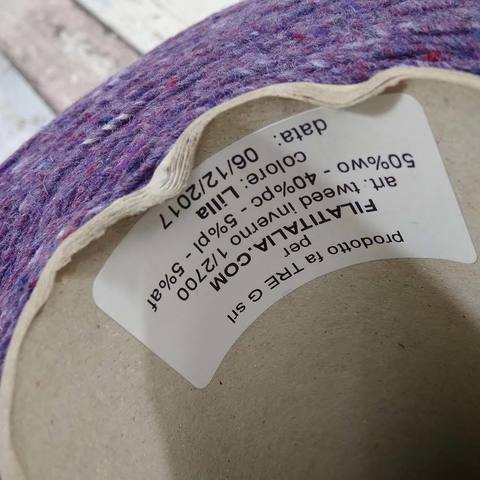 prodotto fa TRE G srl
per
FILATITALIA.COM
art. tweed inverno 1/2700
50%wo - 40%pc - 5%pl - 5%af
colore: Lilla
data: 06/12/2017